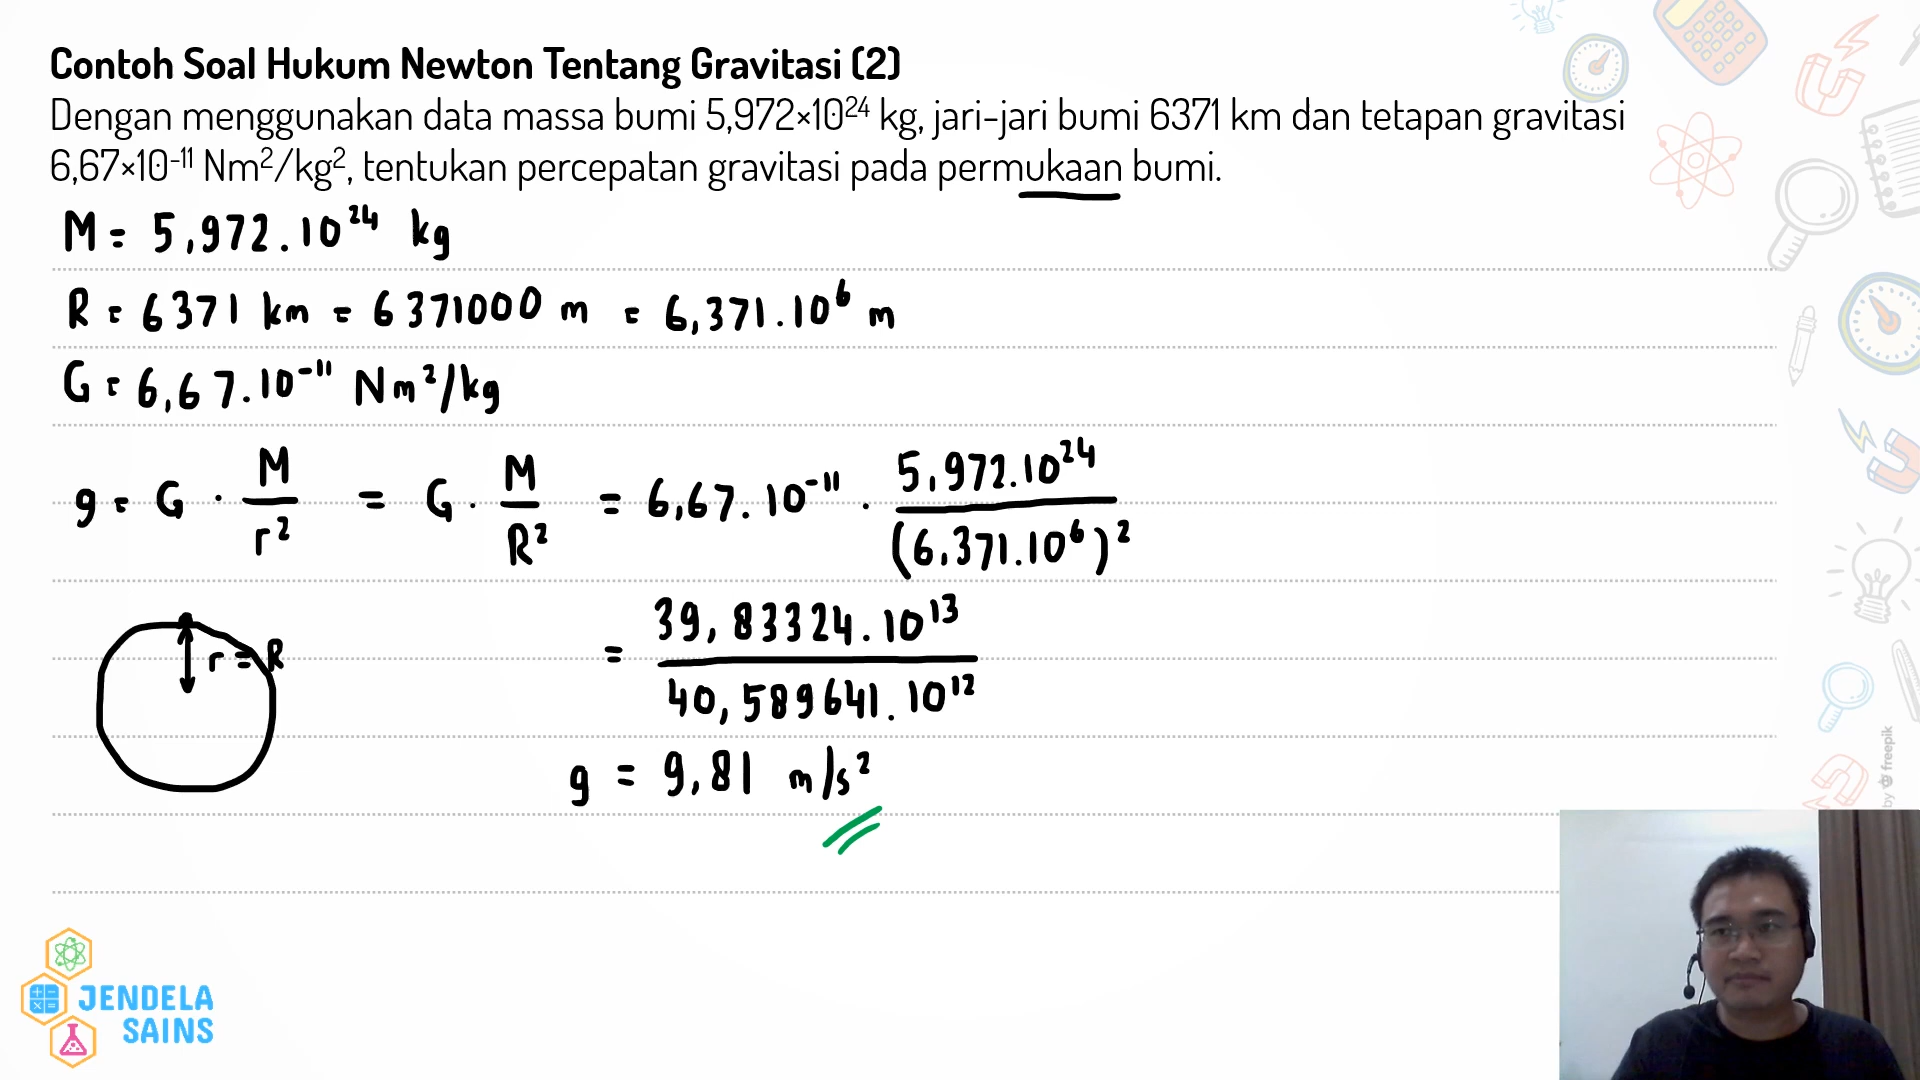 Contoh Soal Hukum Newton Tentang Gravitasi (2)
Dengan menggunakan data massa bumi 5,972×10²⁴ kg, jari-jari bumi 6371 km dan tetapan gravitasi
6,67×10⁻¹¹ Nm²/kg², tentukan percepatan gravitasi pada permukaan bumi.
M = 5,972.10²⁴ kg
R = 6371 km = 6371000 m = 6,371.10⁶ m
G = 6,67.10⁻¹¹ Nm²/kg
g = G . M/r² = G . M/R² = 6,67.10⁻¹¹ . 5,972.10²⁴/(6,371.10⁶)²
r = R
= 39,83324.10¹³/40,589641.10¹²
g = 9,81 m/s²
by freepik
JENDELA
SAINS